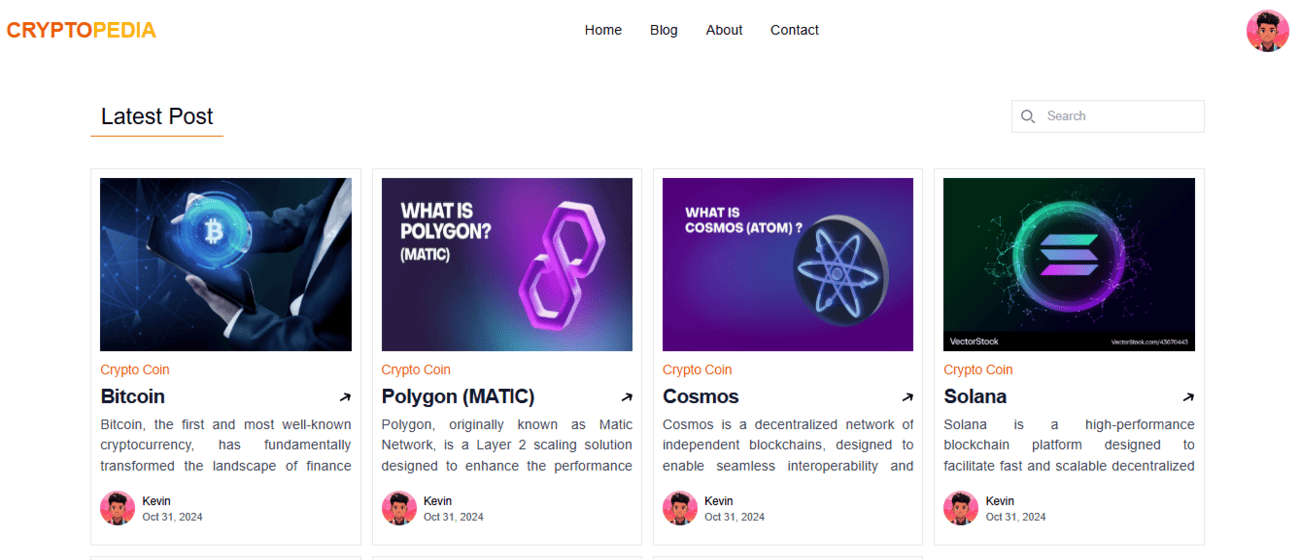 CRYPTOPEDIA
Home Blog About Contact
Latest Post
Search
WHAT IS
POLYGON?
(MATIC)
WHAT IS
COSMOS (ATOM) ?
VectorStock
VectorStock.com/43670443
Crypto Coin
Bitcoin
Bitcoin, the first and most well-known
cryptocurrency, has fundamentally
transformed the landscape of finance
Kevin
Oct 31, 2024
Crypto Coin
Polygon (MATIC)
Polygon, originally known as Matic
Network, is a Layer 2 scaling solution
designed to enhance the performance
Kevin
Oct 31, 2024
Crypto Coin
Cosmos
Cosmos is a decentralized network of
independent blockchains, designed to
enable seamless interoperability and
Kevin
Oct 31, 2024
Crypto Coin
Solana
Solana is a high-performance
blockchain platform designed to
facilitate fast and scalable decentralized
Kevin
Oct 31, 2024